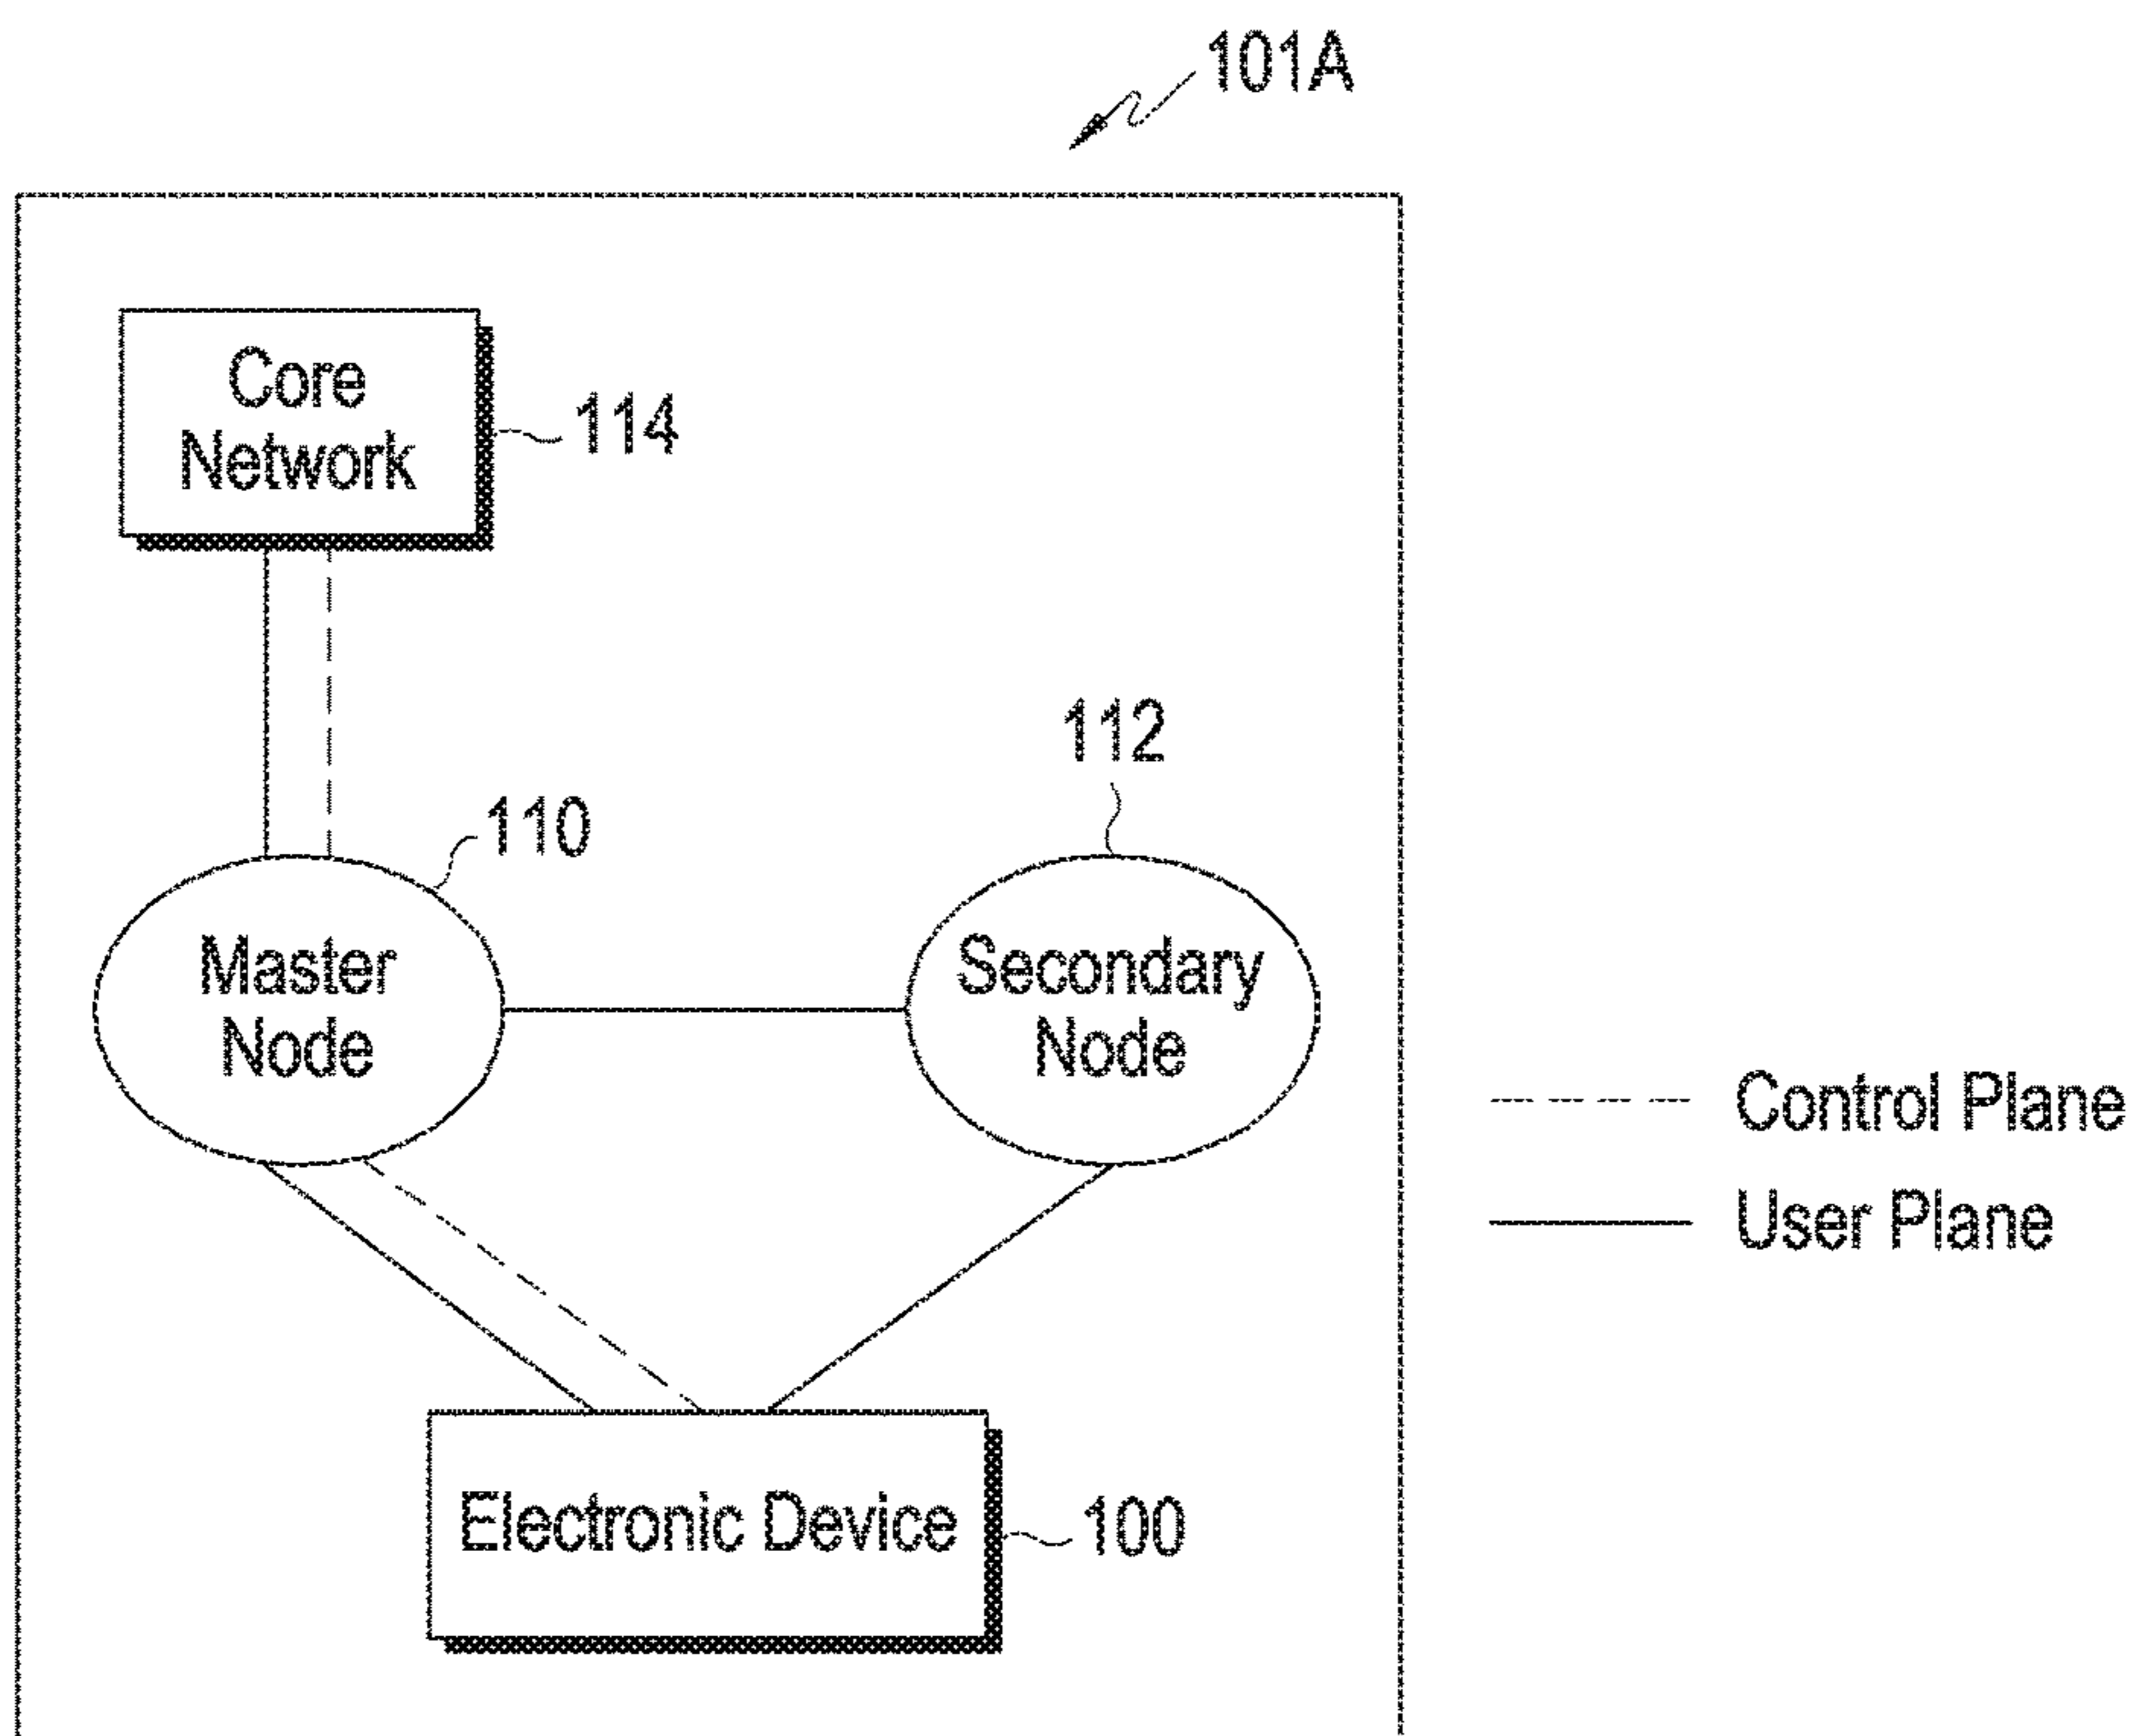 101A
Core
Network
114
112
110
Master
Node
Secondary
Node
Control Plane
User Plane
Electronic Device
100